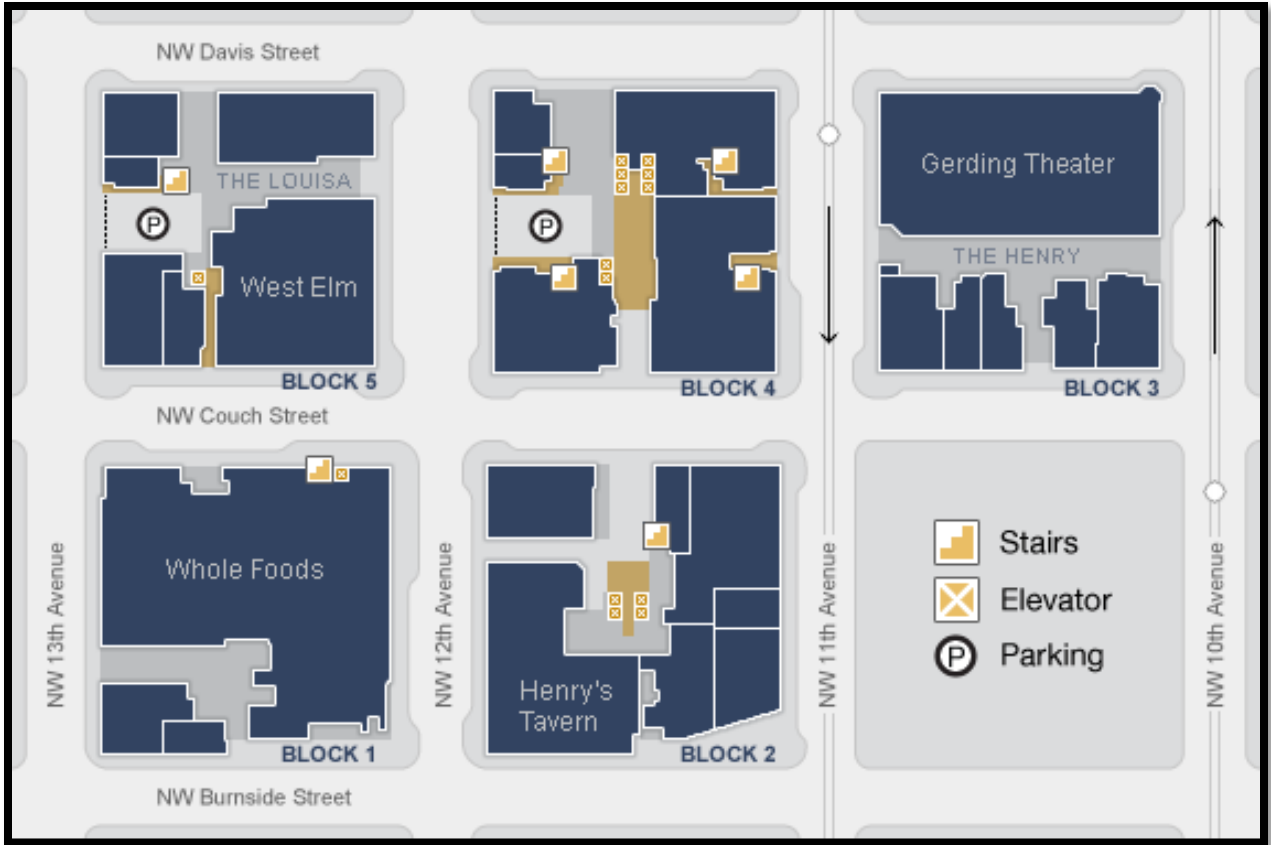 NW Davis Street
THE LOUISA
P
West Elm
BLOCK 5
P
BLOCK 4
Gerding Theater
THE HENRY
BLOCK 3
NW Couch Street
NW 13th Avenue
Whole Foods
BLOCK 1
NW 12th Avenue
Henry's
Tavern
BLOCK 2
NW 11th Avenue
Stairs
Elevator
P Parking
NW 10th Avenue
NW Burnside Street